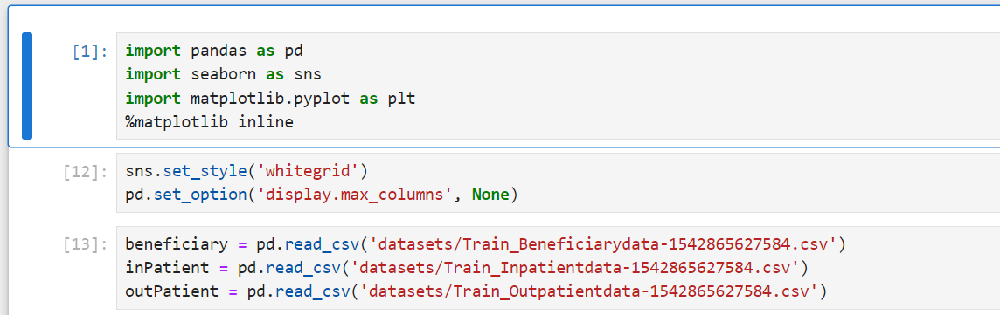 [1]:
import pandas as pd
import seaborn as sns
import matplotlib.pyplot as plt
%matplotlib inline
[12]:
sns.set_style('whitegrid')
pd.set_option('display.max_columns', None)
[13]:
beneficiary = pd.read_csv('datasets/Train_Beneficiarydata-1542865627584.csv')
inPatient = pd.read_csv('datasets/Train_Inpatientdata-1542865627584.csv')
outPatient = pd.read_csv('datasets/Train_Outpatientdata-1542865627584.csv')